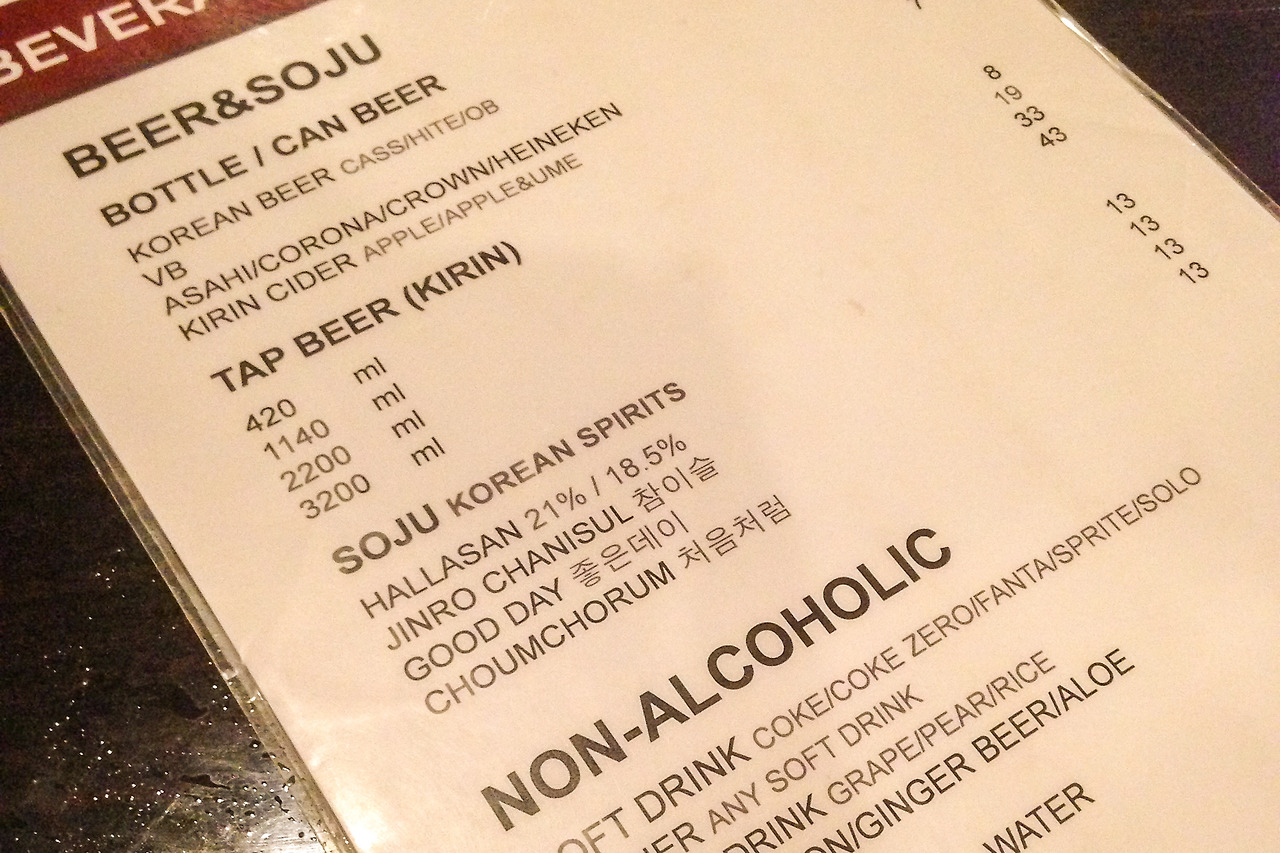 BEER&SOJU
BOTTLE / CAN BEER
KOREAN BEER CASS/HITE/OB
VB
ASAHI/CORONA/CROWN/HEINEKEN
KIRIN CIDER APPLE/APPLE&UME 7
TAP BEER (KIRIN)
420 ml 8
1140 ml 19
2200 ml 33
3200 ml 43
SOJU KOREAN SPIRITS
HALLASAN 21% / 18.5% 13
JINRO CHANISUL 참이슬 13
GOOD DAY 좋은데이 13
CHOUMCHORUM 처음처럼 13
NON-ALCOHOLIC
DRINK COKE/COKE ZERO/FANTA/SPRITE/SOLO
ANY SOFT DRINK
DRINK GRAPE/PEAR/RICE
GINGER BEER/ALOE
WATER